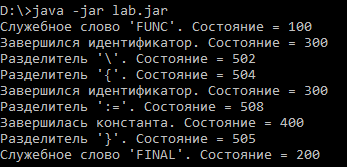 D:\>java -jar lab.jar
Служебное слово 'FUNC'. Состояние = 100
Завершился идентификатор. Состояние = 300
Разделитель '\'. Состояние = 502
Разделитель '{'. Состояние = 504
Завершился идентификатор. Состояние = 300
Разделитель ':='. Состояние = 508
Завершилась константа. Состояние = 400
Разделитель '}'. Состояние = 505
Служебное слово 'FINAL'. Состояние = 200